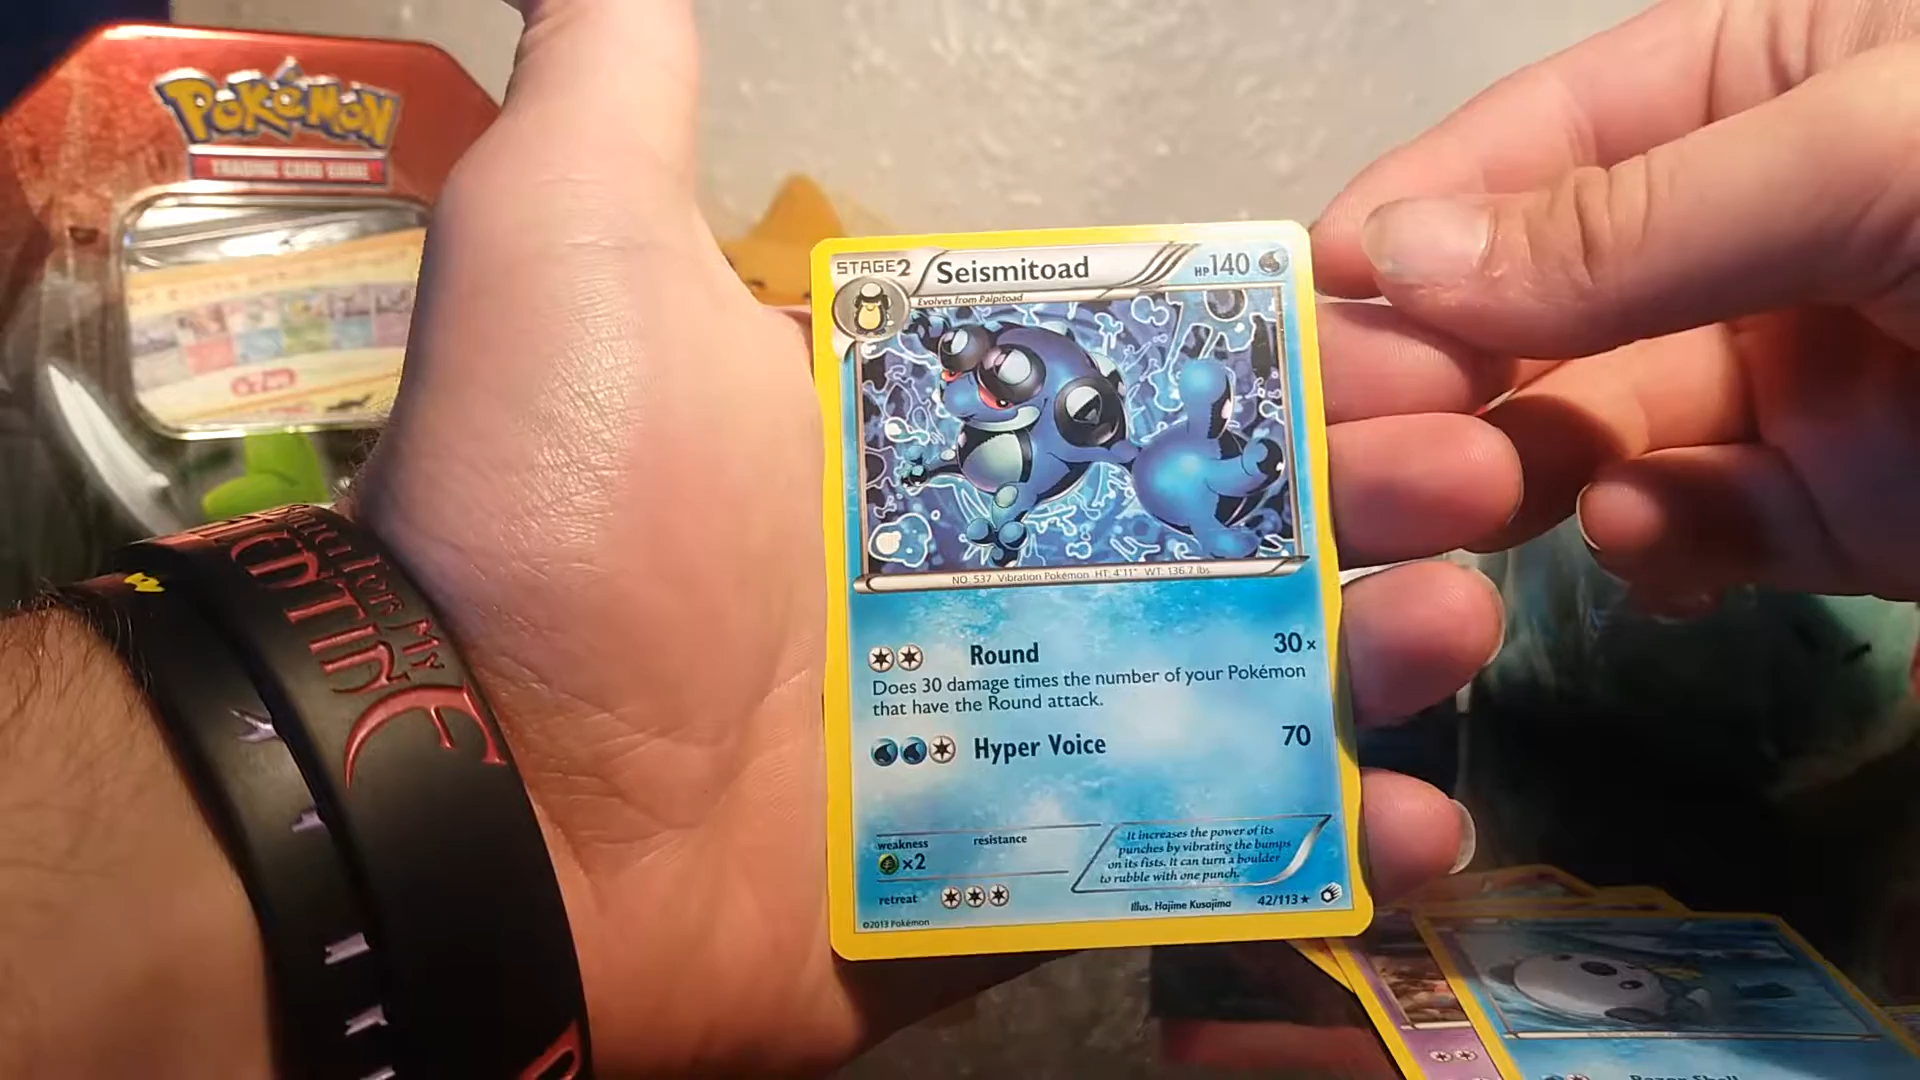 POKéMON
TRADING CARD GAME
STAGE2
Seismitoad
HP140
Evolves from Palpitoad
NO. 537 Vibration Pokémon HT: 4'11" WT: 136.7 lbs.
Round
30×
Does 30 damage times the number of your Pokémon
that have the Round attack.
Hyper Voice
70
weakness
resistance
×2
retreat
It increases the power of its
punches by vibrating the bumps
on its fists. It can turn a boulder
to rubble with one punch.
Illus. Hajime Kusajima
42/113★
©2013 Pokémon
Razor Shell